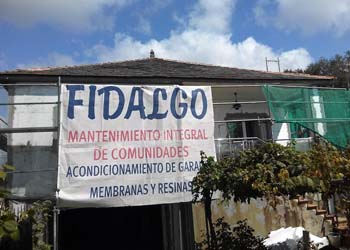 FIDALGO
MANTENIMIENTO INTEGRAL
DE COMUNIDADES
ACONDICIONAMIENTO DE GARA
MEMBRANAS Y RESINAS